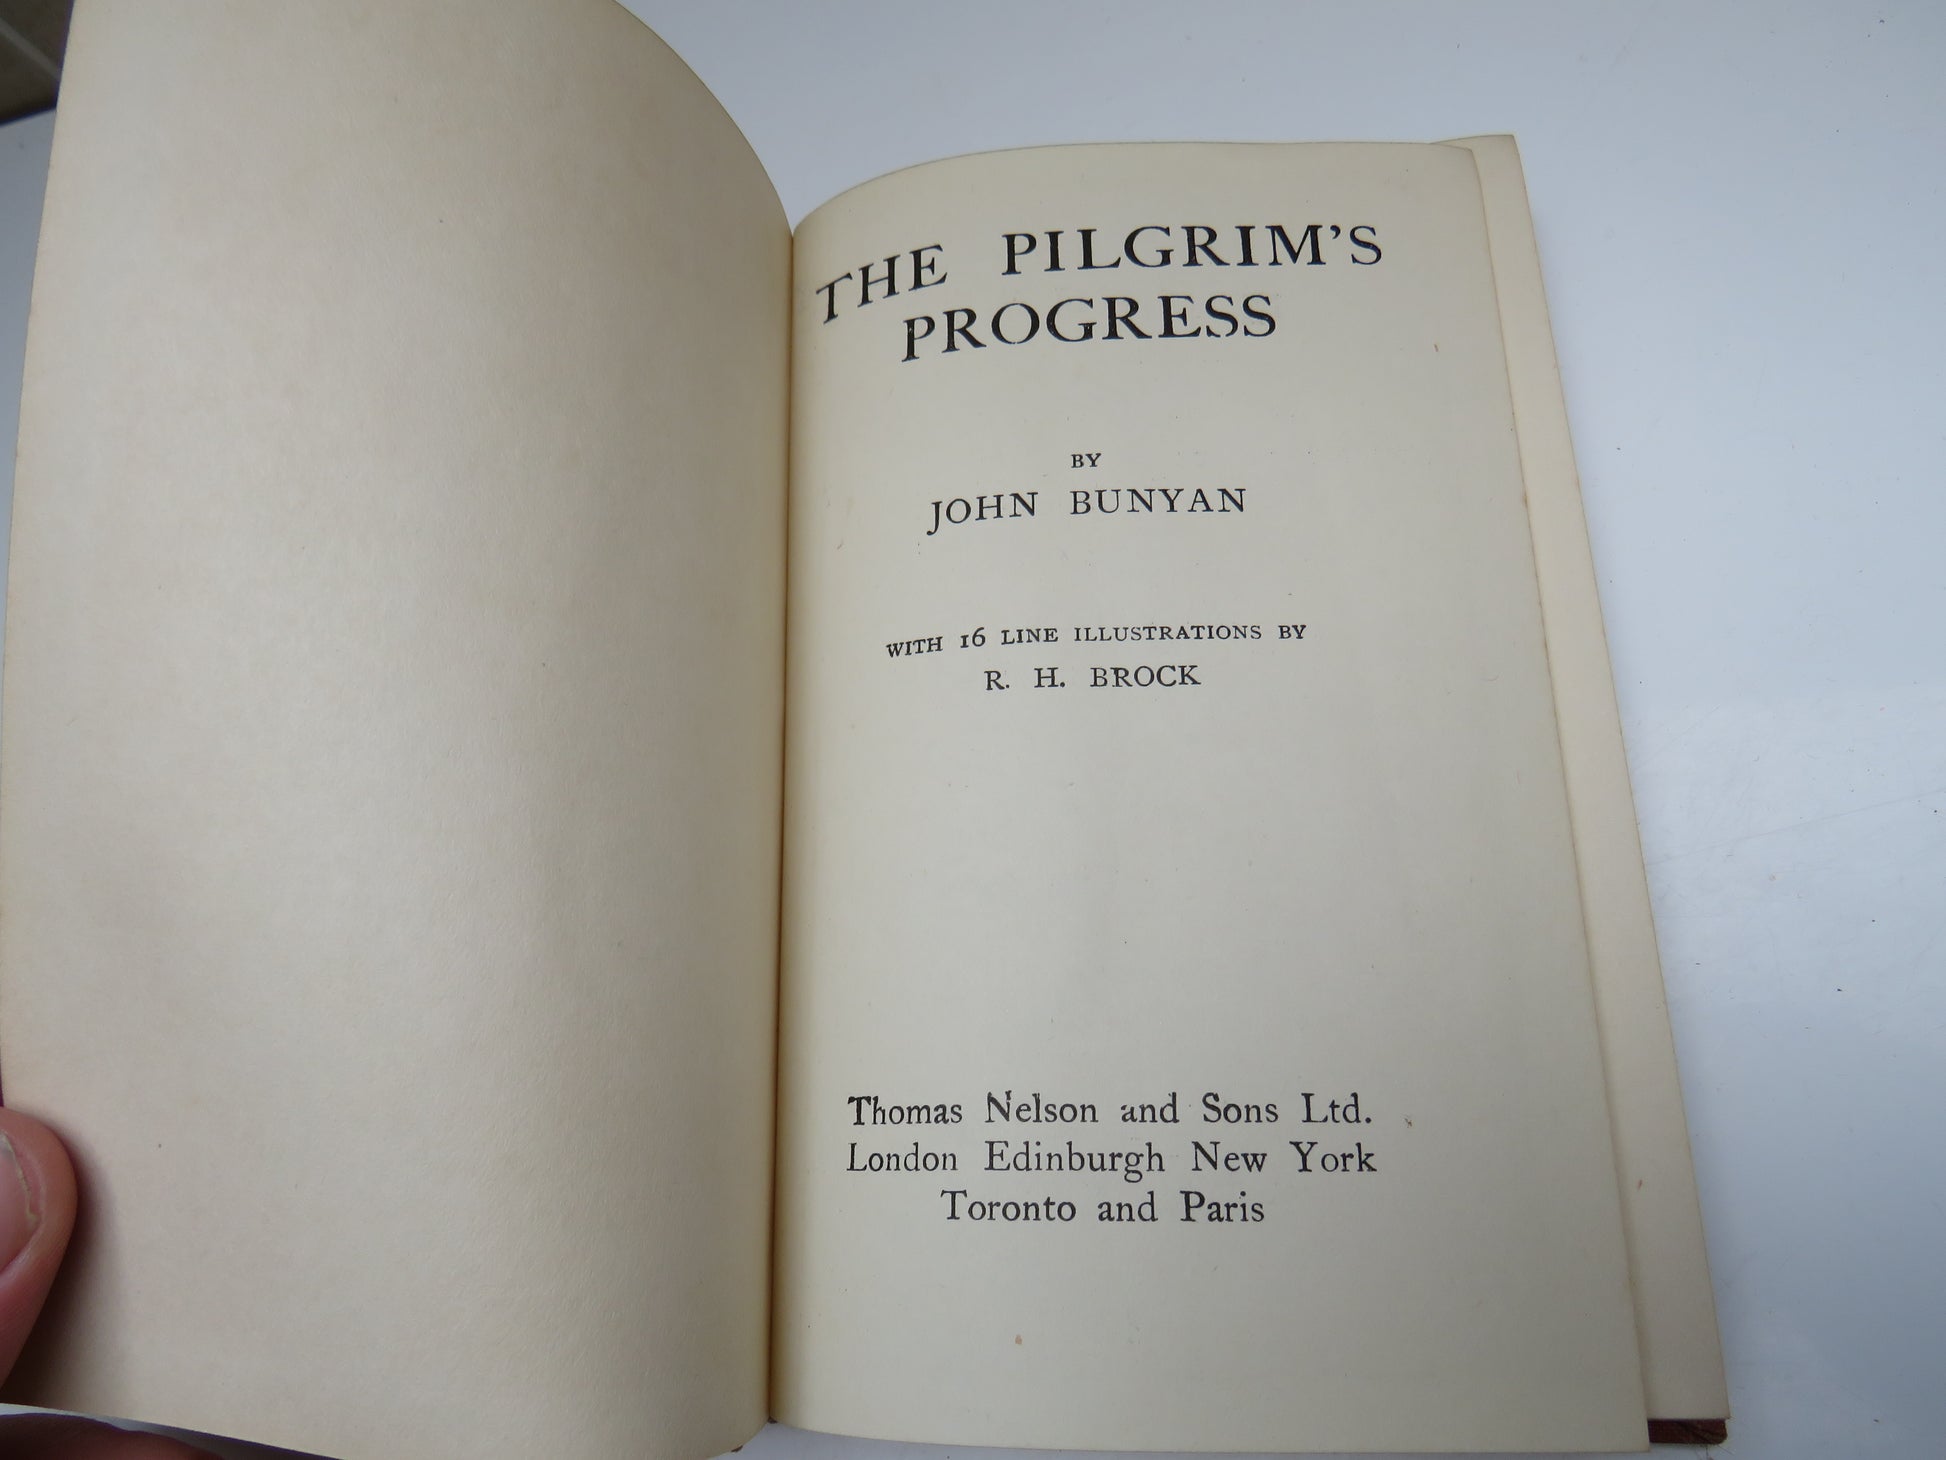 THE PILGRIM'S
PROGRESS
BY
JOHN BUNYAN
WITH 16 LINE ILLUSTRATIONS BY
R. H. BROCK
Thomas Nelson and Sons Ltd.
London Edinburgh New York
Toronto and Paris